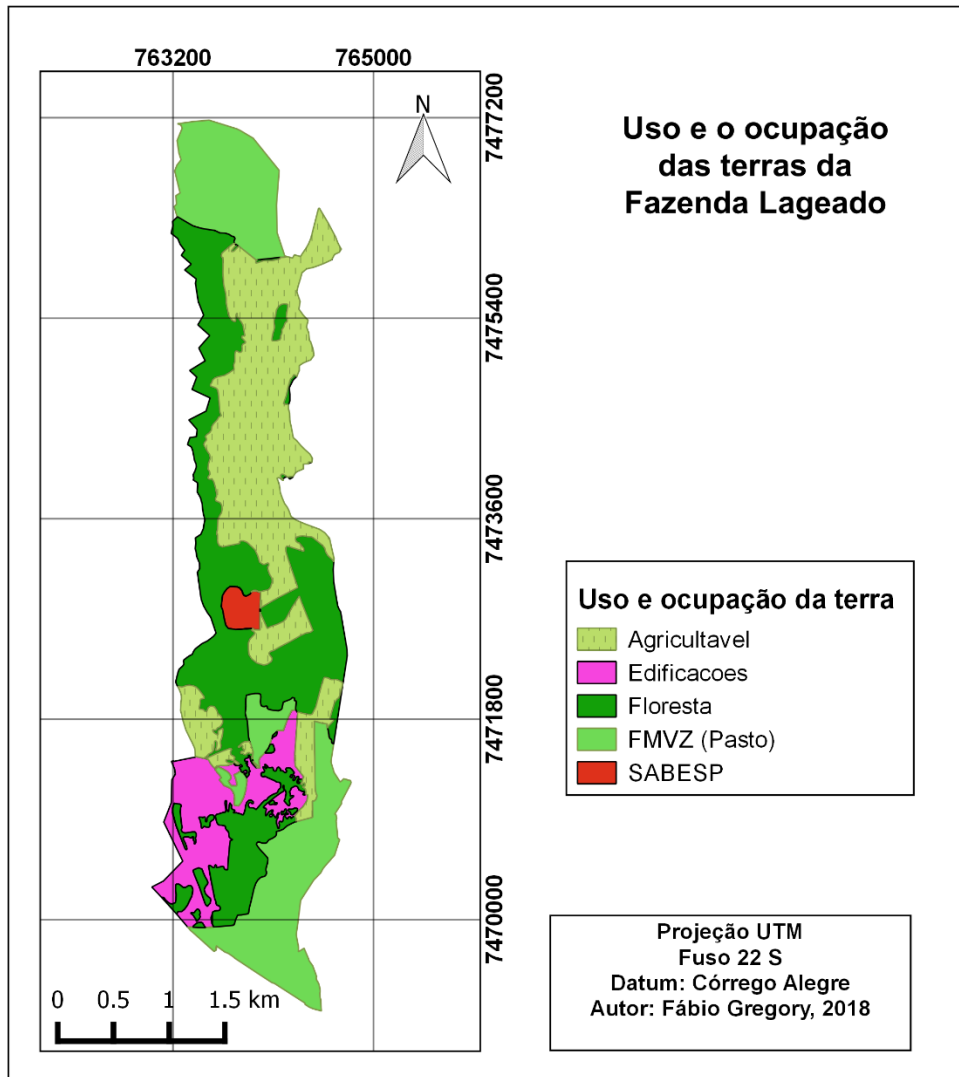 763200 765000
N
7477200
7475400
7473600
7471800
7470000
0 0.5 1 1.5 km
Uso e o ocupação
das terras da
Fazenda Lageado
Uso e ocupação da terra
Agricultavel
Edificacoes
Floresta
FMVZ (Pasto)
SABESP
Projeção UTM
Fuso 22 S
Datum: Córrego Alegre
Autor: Fábio Gregory, 2018